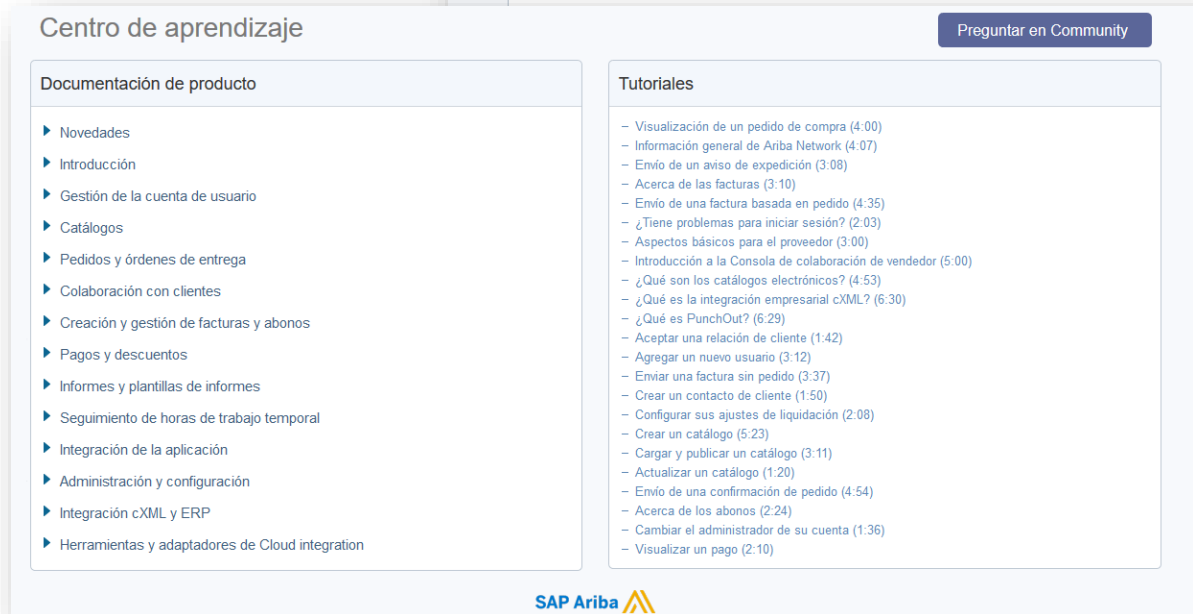 Centro de aprendizaje
Preguntar en Community
Documentación de producto
Novedades
Introducción
Gestión de la cuenta de usuario
Catálogos
Pedidos y órdenes de entrega
Colaboración con clientes
Creación y gestión de facturas y abonos
Pagos y descuentos
Informes y plantillas de informes
Seguimiento de horas de trabajo temporal
Integración de la aplicación
Administración y configuración
Integración cXML y ERP
Herramientas y adaptadores de Cloud integration
Tutoriales
– Visualización de un pedido de compra (4:00)
– Información general de Ariba Network (4:07)
– Envío de un aviso de expedición (3:08)
– Acerca de las facturas (3:10)
– Envío de una factura basada en pedido (4:35)
– ¿Tiene problemas para iniciar sesión? (2:03)
– Aspectos básicos para el proveedor (3:00)
– Introducción a la Consola de colaboración de vendedor (5:00)
– ¿Qué son los catálogos electrónicos? (4:53)
– ¿Qué es la integración empresarial cXML? (6:30)
– ¿Qué es PunchOut? (6:29)
– Aceptar una relación de cliente (1:42)
– Agregar un nuevo usuario (3:12)
– Enviar una factura sin pedido (3:37)
– Crear un contacto de cliente (1:50)
– Configurar sus ajustes de liquidación (2:08)
– Crear un catálogo (5:23)
– Cargar y publicar un catálogo (3:11)
– Actualizar un catálogo (1:20)
– Envío de una confirmación de pedido (4:54)
– Acerca de los abonos (2:24)
– Cambiar el administrador de su cuenta (1:36)
– Visualizar un pago (2:10)
SAP Ariba